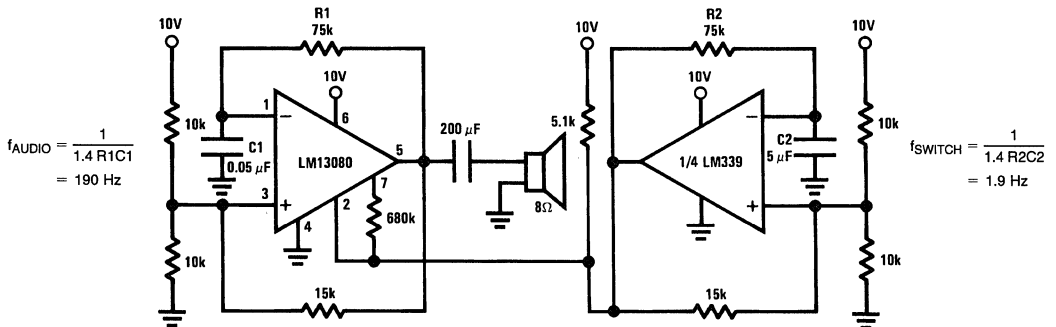 R1
75k
10V
10V
6
1
−
10k
C1
0.05 µF
LM13080
5
200 µF
8Ω
7
3
+
2
4
680k
10k
15k
fAUDIO = 1 / 1.4 R1C1
= 190 Hz
10V
5.1k
R2
75k
10V
10V
−
C2
5 µF
1/4 LM339
10k
+
10k
15k
fSWITCH = 1 / 1.4 R2C2
= 1.9 Hz